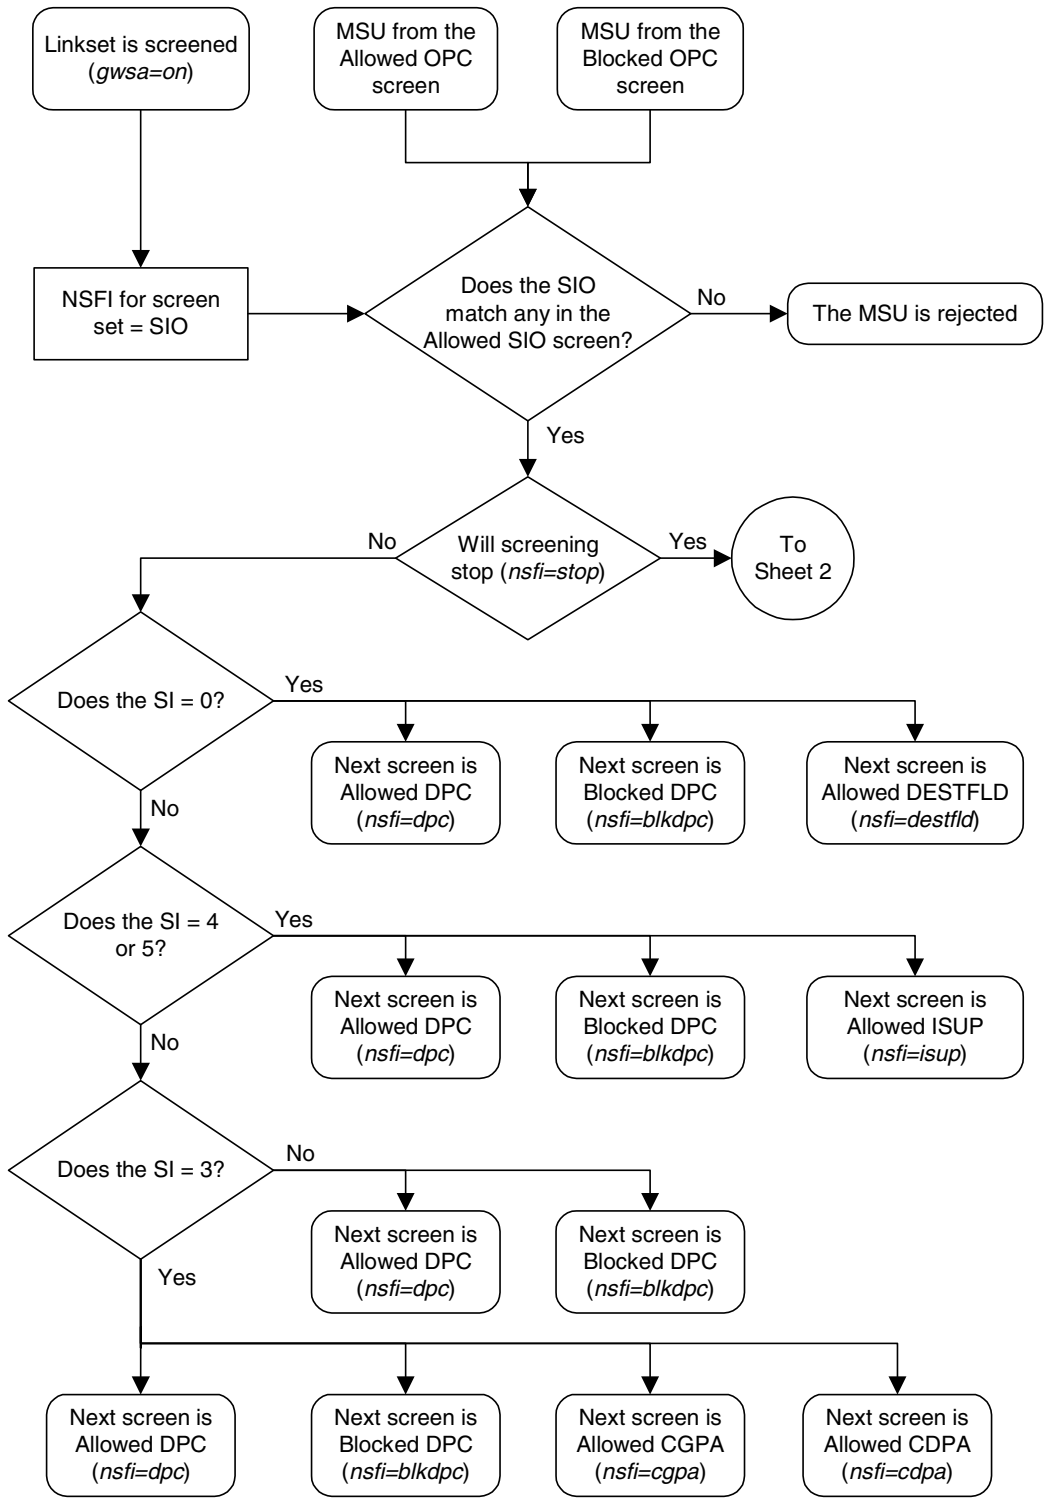 Linkset is screened
(gwsa=on)
MSU from the
Allowed OPC
screen
MSU from the
Blocked OPC
screen
NSFI for screen
set = SIO
Does the SIO
match any in the
Allowed SIO screen?
No
The MSU is rejected
Yes
Will screening
stop (nsfi=stop)
No
Yes
To
Sheet 2
Does the SI = 0?
Yes
Next screen is
Allowed DPC
(nsfi=dpc)
Next screen is
Blocked DPC
(nsfi=blkdpc)
Next screen is
Allowed DESTFLD
(nsfi=destfld)
No
Does the SI = 4
or 5?
Yes
Next screen is
Allowed DPC
(nsfi=dpc)
Next screen is
Blocked DPC
(nsfi=blkdpc)
Next screen is
Allowed ISUP
(nsfi=isup)
No
Does the SI = 3?
No
Next screen is
Allowed DPC
(nsfi=dpc)
Next screen is
Blocked DPC
(nsfi=blkdpc)
Yes
Next screen is
Allowed DPC
(nsfi=dpc)
Next screen is
Blocked DPC
(nsfi=blkdpc)
Next screen is
Allowed CGPA
(nsfi=cgpa)
Next screen is
Allowed CDPA
(nsfi=cdpa)